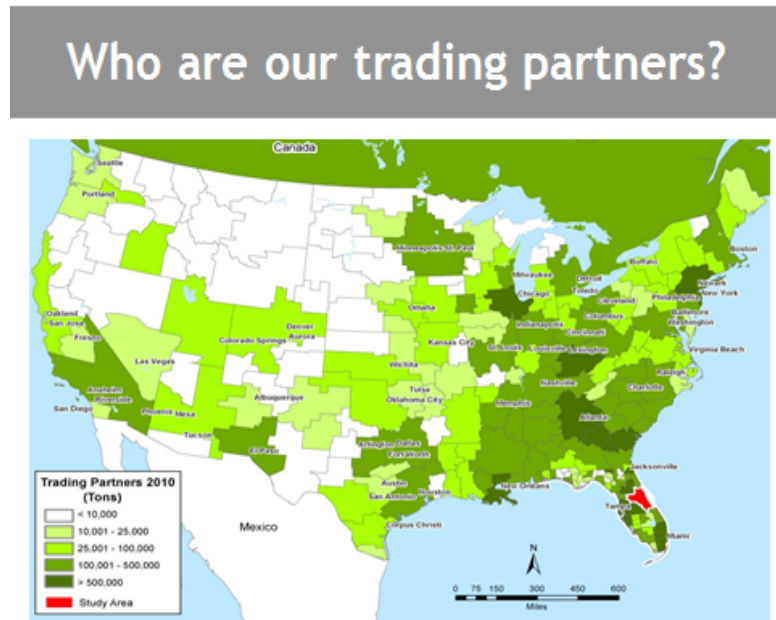 Who are our trading partners?
Canada
Seattle
Portland
Minneapolis St. Paul
Boston
Buffalo
Milwaukee
Detroit
Newark
New York
Toledo
Chicago
Cleveland
Philadelphia
Omaha
Columbus
Baltimore
Washington
Oakland
San Jose
Denver
Aurora
Indianapolis
Cincinnati
Fresno
Colorado Springs
Kansas City
St. Louis
Louisville
Lexington
Virginia Beach
Las Vegas
Wichita
Raleigh
Nashville
Charlotte
Anaheim
Riverside
Tulsa
Albuquerque
Oklahoma City
Memphis
San Diego
Phoenix
Mesa
Atlanta
Tucson
El Paso
Arlington
Dallas
Fort Worth
Jacksonville
Austin
New Orleans
San Antonio
Houston
Tampa
Mexico
Corpus Christi
Miami
Trading Partners 2010
(Tons)
< 10,000
10,001 - 25,000
25,001 - 100,000
100,001 - 500,000
> 500,000
Study Area
N
0 75 150 300 450 600
Miles